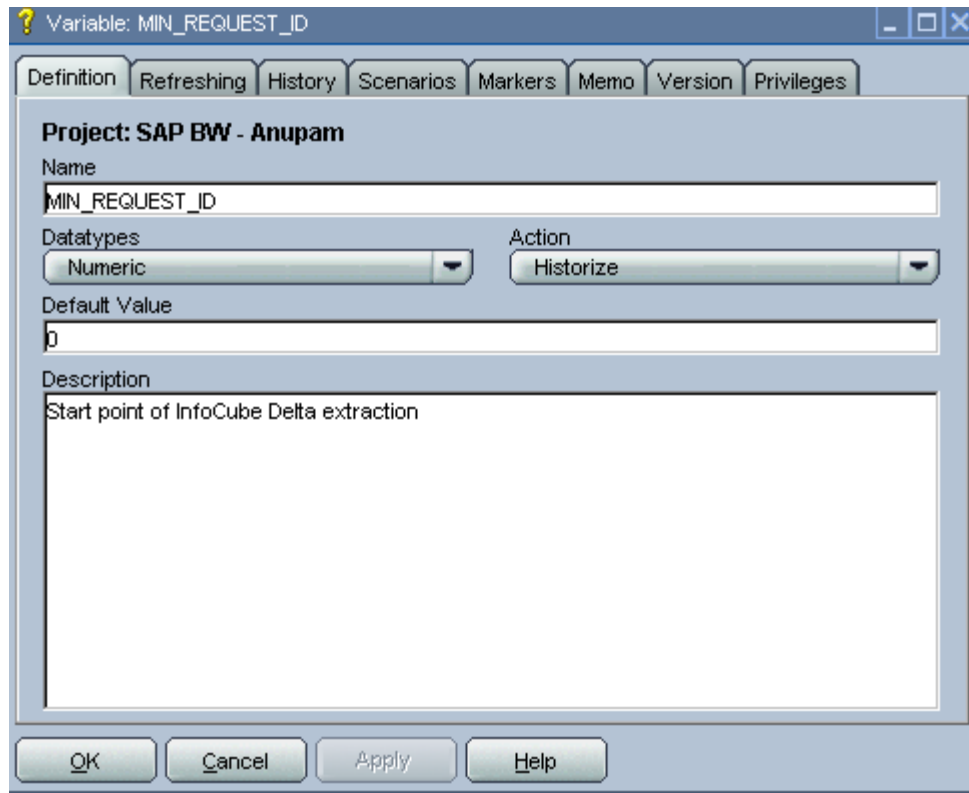 Variable: MIN_REQUEST_ID
Definition Refreshing History Scenarios Markers Memo Version Privileges
Project: SAP BW - Anupam
Name
MIN_REQUEST_ID
Datatypes Action
Numeric Historize
Default Value
0
Description
Start point of InfoCube Delta extraction
OK Cancel Apply Help